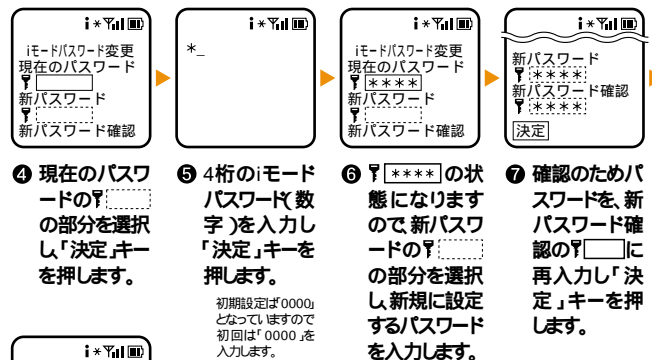 iモードパスワード変更
現在のパスワード
新パスワード
新パスワード確認
*_
iモードパスワード変更
現在のパスワード
****
新パスワード
新パスワード確認
新パスワード
****
新パスワード確認
****
決定
❹ 現在のパスワ
ードの
の部分を選択
し、「決定」キー
を押します。
❺ 4桁のiモード
パスワード(数
字)を入力し
「決定」キーを
押します。
初期設定は「0000」
となっていますので
初回は「0000」を
入力します。
❻ ****の状
態になります
ので、新パスワ
ードの
の部分を選択
し、新規に設定
するパスワード
を入力します。
❼ 確認のためパ
スワードを、新
パスワード確
認の に
再入力し「決
定」キーを押
します。